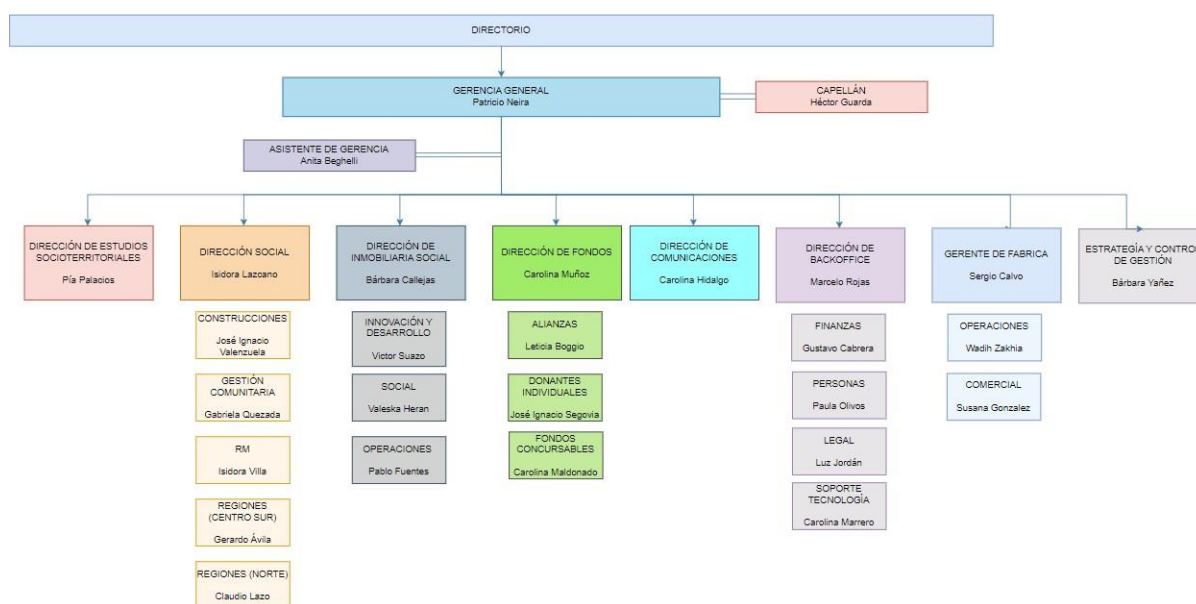 DIRECTORIO
GERENCIA GENERAL
Patricio Neira
CAPELLÁN
Héctor Guarda
ASISTENTE DE GERENCIA
Anita Beghelli
DIRECCIÓN DE ESTUDIOS
SOCIOTERRITORIALES
Pía Palacios
DIRECCIÓN SOCIAL
Isidora Lazcano
DIRECCIÓN DE
INMOBILIARIA SOCIAL
Bárbara Callejas
DIRECCIÓN DE FONDOS
Carolina Muñoz
DIRECCIÓN DE
COMUNICACIONES
Carolina Hidalgo
DIRECCIÓN DE
BACKOFFICE
Marcelo Rojas
GERENTE DE FABRICA
Sergio Calvo
ESTRATEGÍA Y CONTROL
DE GESTIÓN
Bárbara Yañez
CONSTRUCCIONES
José Ignacio
Valenzuela
GESTIÓN
COMUNITARIA
Gabriela Quezada
RM
Isidora Villa
REGIONES
(CENTRO SUR)
Gerardo Ávila
REGIONES (NORTE)
Claudio Lazo
INNOVACIÓN Y
DESARROLLO
Victor Suazo
SOCIAL
Valeska Heran
OPERACIONES
Pablo Fuentes
ALIANZAS
Leticia Boggio
DONANTES
INDIVIDUALES
José Ignacio Segovia
FONDOS
CONCURSABLES
Carolina Maldonado
FINANZAS
Gustavo Cabrera
PERSONAS
Paula Olivos
LEGAL
Luz Jordán
SOPORTE
TECNOLOGÍA
Carolina Marrero
OPERACIONES
Wadih Zakhia
COMERCIAL
Susana Gonzalez